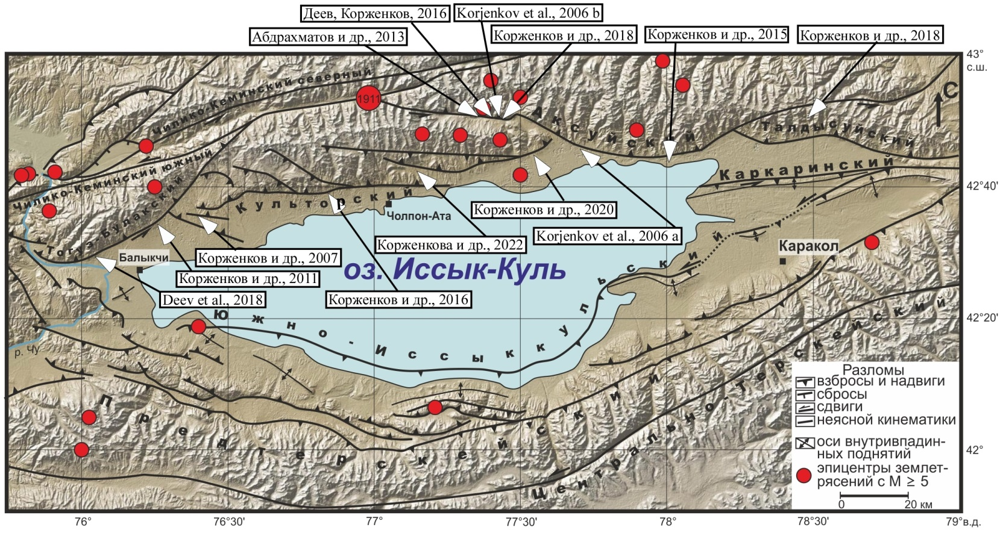 Деев, Корженков, 2016
Korjenkov et al., 2006 b
Абдрахматов и др., 2013
Корженков и др., 2018
Корженков и др., 2015
Корженков и др., 2018
43°
с.ш.
С
Чилико-Кеминский северный
1911
Аксуйский
Талдысуйский
Чилико-Кеминский южный
Каркаринский
42°40'
Тогуз-Булакский
Культорский
Чолпон-Ата
Корженков и др., 2020
Korjenkov et al., 2006 a
Корженкова и др., 2022
Каракол
Балыкчи
Корженков и др., 2007
оз. Иссык-Куль
Корженков и др., 2011
Deev et al., 2018
Корженков и др., 2016
Южно-Иссыккульский
42°20'
р. Чу
Предтерскейский
Центрально-Терскейский
Разломы
взбросы и надвиги
сбросы
сдвиги
неясной кинематики
оси внутривпадин-
ных поднятий
эпицентры землет-
рясений с M ≥ 5
0 20 км
42°
76° 76°30' 77° 77°30' 78° 78°30' 79°в.д.